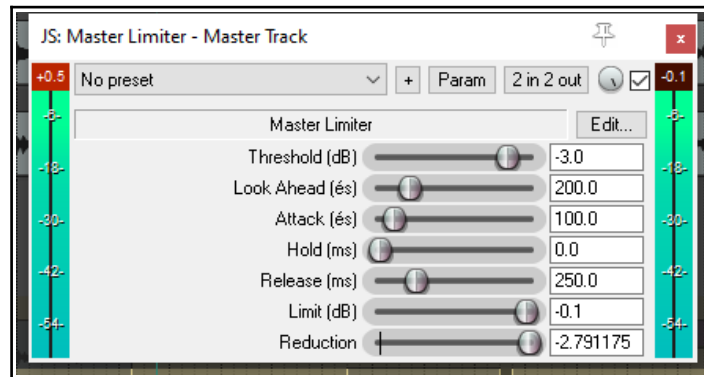 JS: Master Limiter - Master Track x
+0.5 No preset + Param 2 in 2 out -0.1
Master Limiter Edit...
-6- -6-
Threshold (dB) -3.0
-18- -18-
Look Ahead (és) 200.0
Attack (és) 100.0
-30- -30-
Hold (ms) 0.0
Release (ms) 250.0
-42- -42-
Limit (dB) -0.1
-54- -54-
Reduction -2.791175